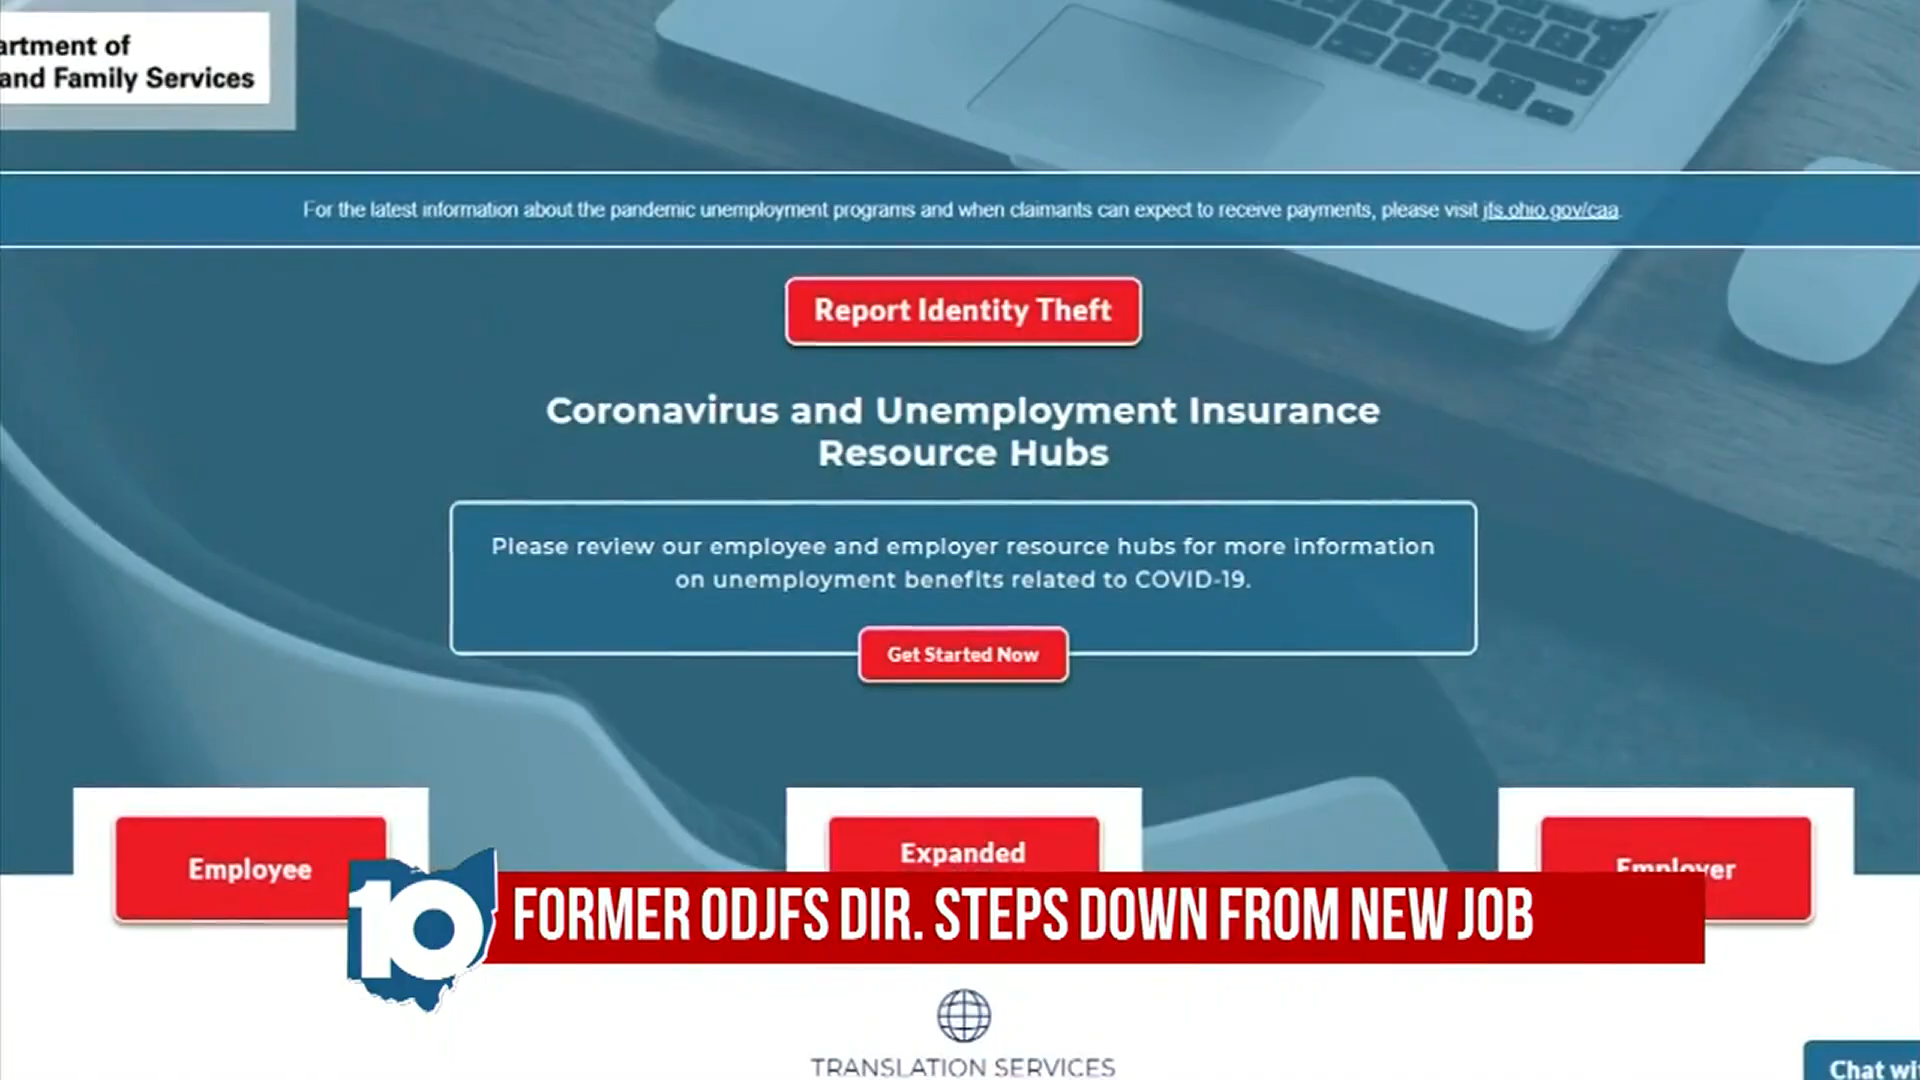 artment of
and Family Services
For the latest information about the pandemic unemployment programs and when claimants can expect to receive payments, please visit jfs.ohio.gov/caa.
Report Identity Theft
Coronavirus and Unemployment Insurance
Resource Hubs
Please review our employee and employer resource hubs for more information
on unemployment benefits related to COVID-19.
Get Started Now
Employee
Expanded
Employer
10
FORMER ODJFS DIR. STEPS DOWN FROM NEW JOB
TRANSLATION SERVICES
Chat wi